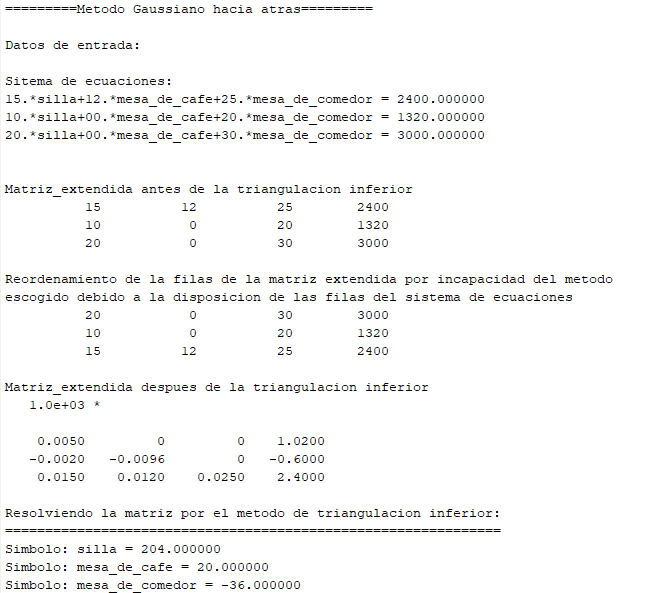 =========Metodo Gaussiano hacia atras=========
Datos de entrada:
Sitema de ecuaciones:
15.*silla+12.*mesa_de_cafe+25.*mesa_de_comedor = 2400.000000
10.*silla+00.*mesa_de_cafe+20.*mesa_de_comedor = 1320.000000
20.*silla+00.*mesa_de_cafe+30.*mesa_de_comedor = 3000.000000
Matriz_extendida antes de la triangulacion inferior
15 12 25 2400
10 0 20 1320
20 0 30 3000
Reordenamiento de la filas de la matriz extendida por incapacidad del metodo
escogido debido a la disposicion de las filas del sistema de ecuaciones
20 0 30 3000
10 0 20 1320
15 12 25 2400
Matriz_extendida despues de la triangulacion inferior
1.0e+03 *
0.0050 0 0 1.0200
-0.0020 -0.0096 0 -0.6000
0.0150 0.0120 0.0250 2.4000
Resolviendo la matriz por el metodo de triangulacion inferior:
==============================================================
Simbolo: silla = 204.000000
Simbolo: mesa_de_cafe = 20.000000
Simbolo: mesa_de_comedor = -36.000000